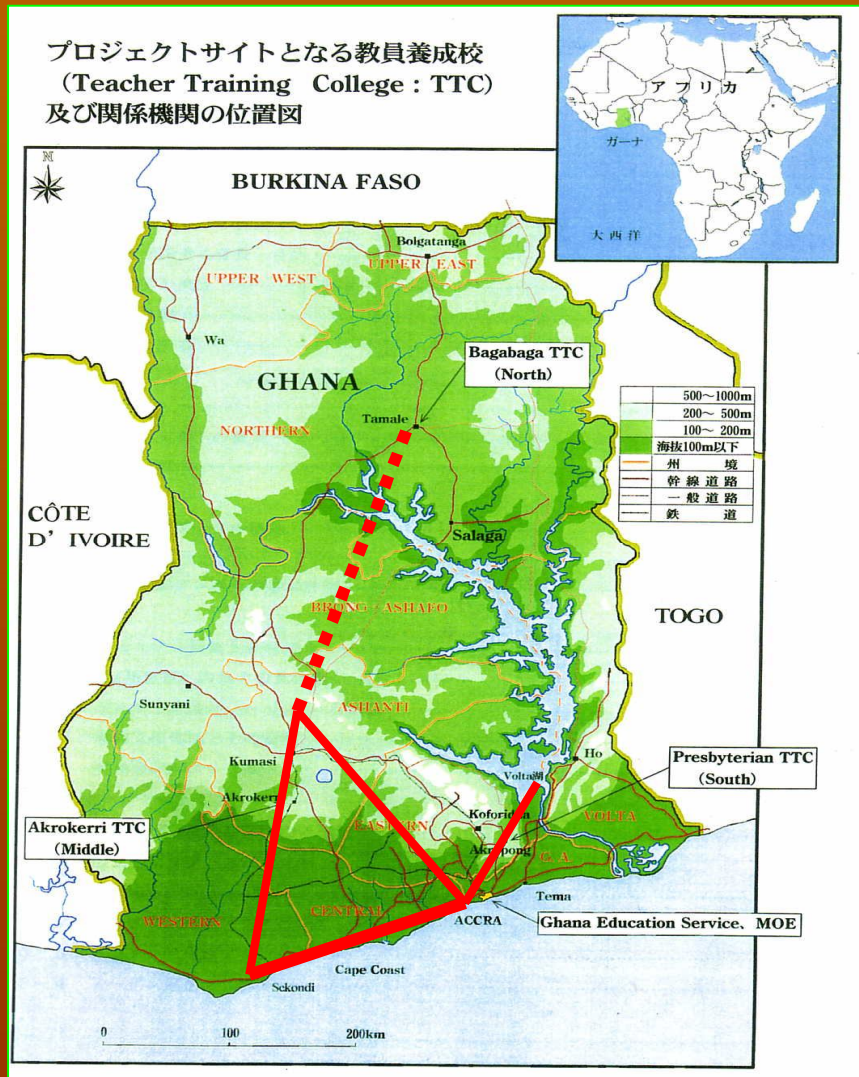 プロジェクトサイトとなる教員養成校
(Teacher Training College : TTC)
及び関係機関の位置図
アフリカ
ガーナ
大西洋
N
BURKINA FASO
Bolgatanga
UPPER WEST
UPPER EAST
Wa
Bagabaga TTC
(North)
GHANA
Tamale
NORTHERN
500～1000m
200～ 500m
100～ 200m
海抜100m以下
州 境
幹線道路
一般道路
鉄 道
CÔTE
D' IVOIRE
Salaga
BRONG-AHAFO
TOGO
Sunyani
ASHANTI
Kumasi
Ho
Presbyterian TTC
(South)
Volta湖
Akrokerri
Akrokerri TTC
(Middle)
EASTERN
Koforidua
VOLTA
Akropong
G. A.
WESTERN
CENTRAL
Tema
ACCRA
Ghana Education Service、MOE
Cape Coast
Sekondi
0 100 200km